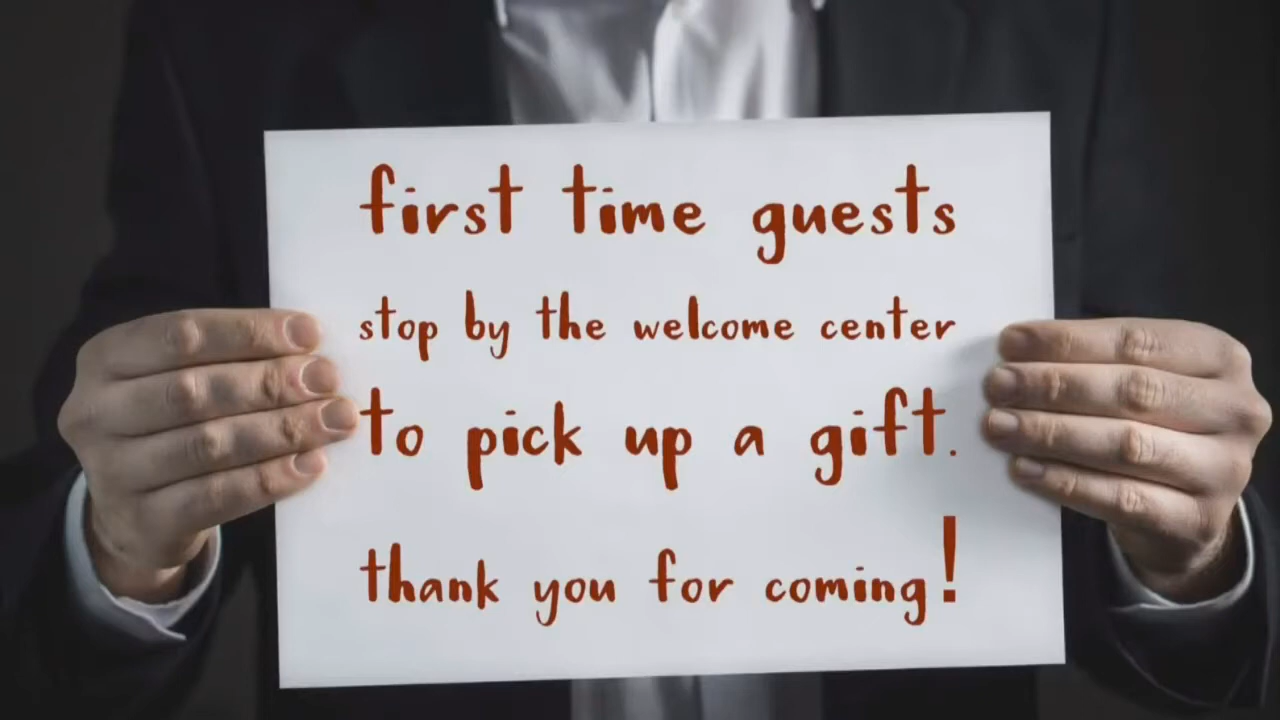 first time guests
stop by the welcome center
to pick up a gift.
thank you for coming!